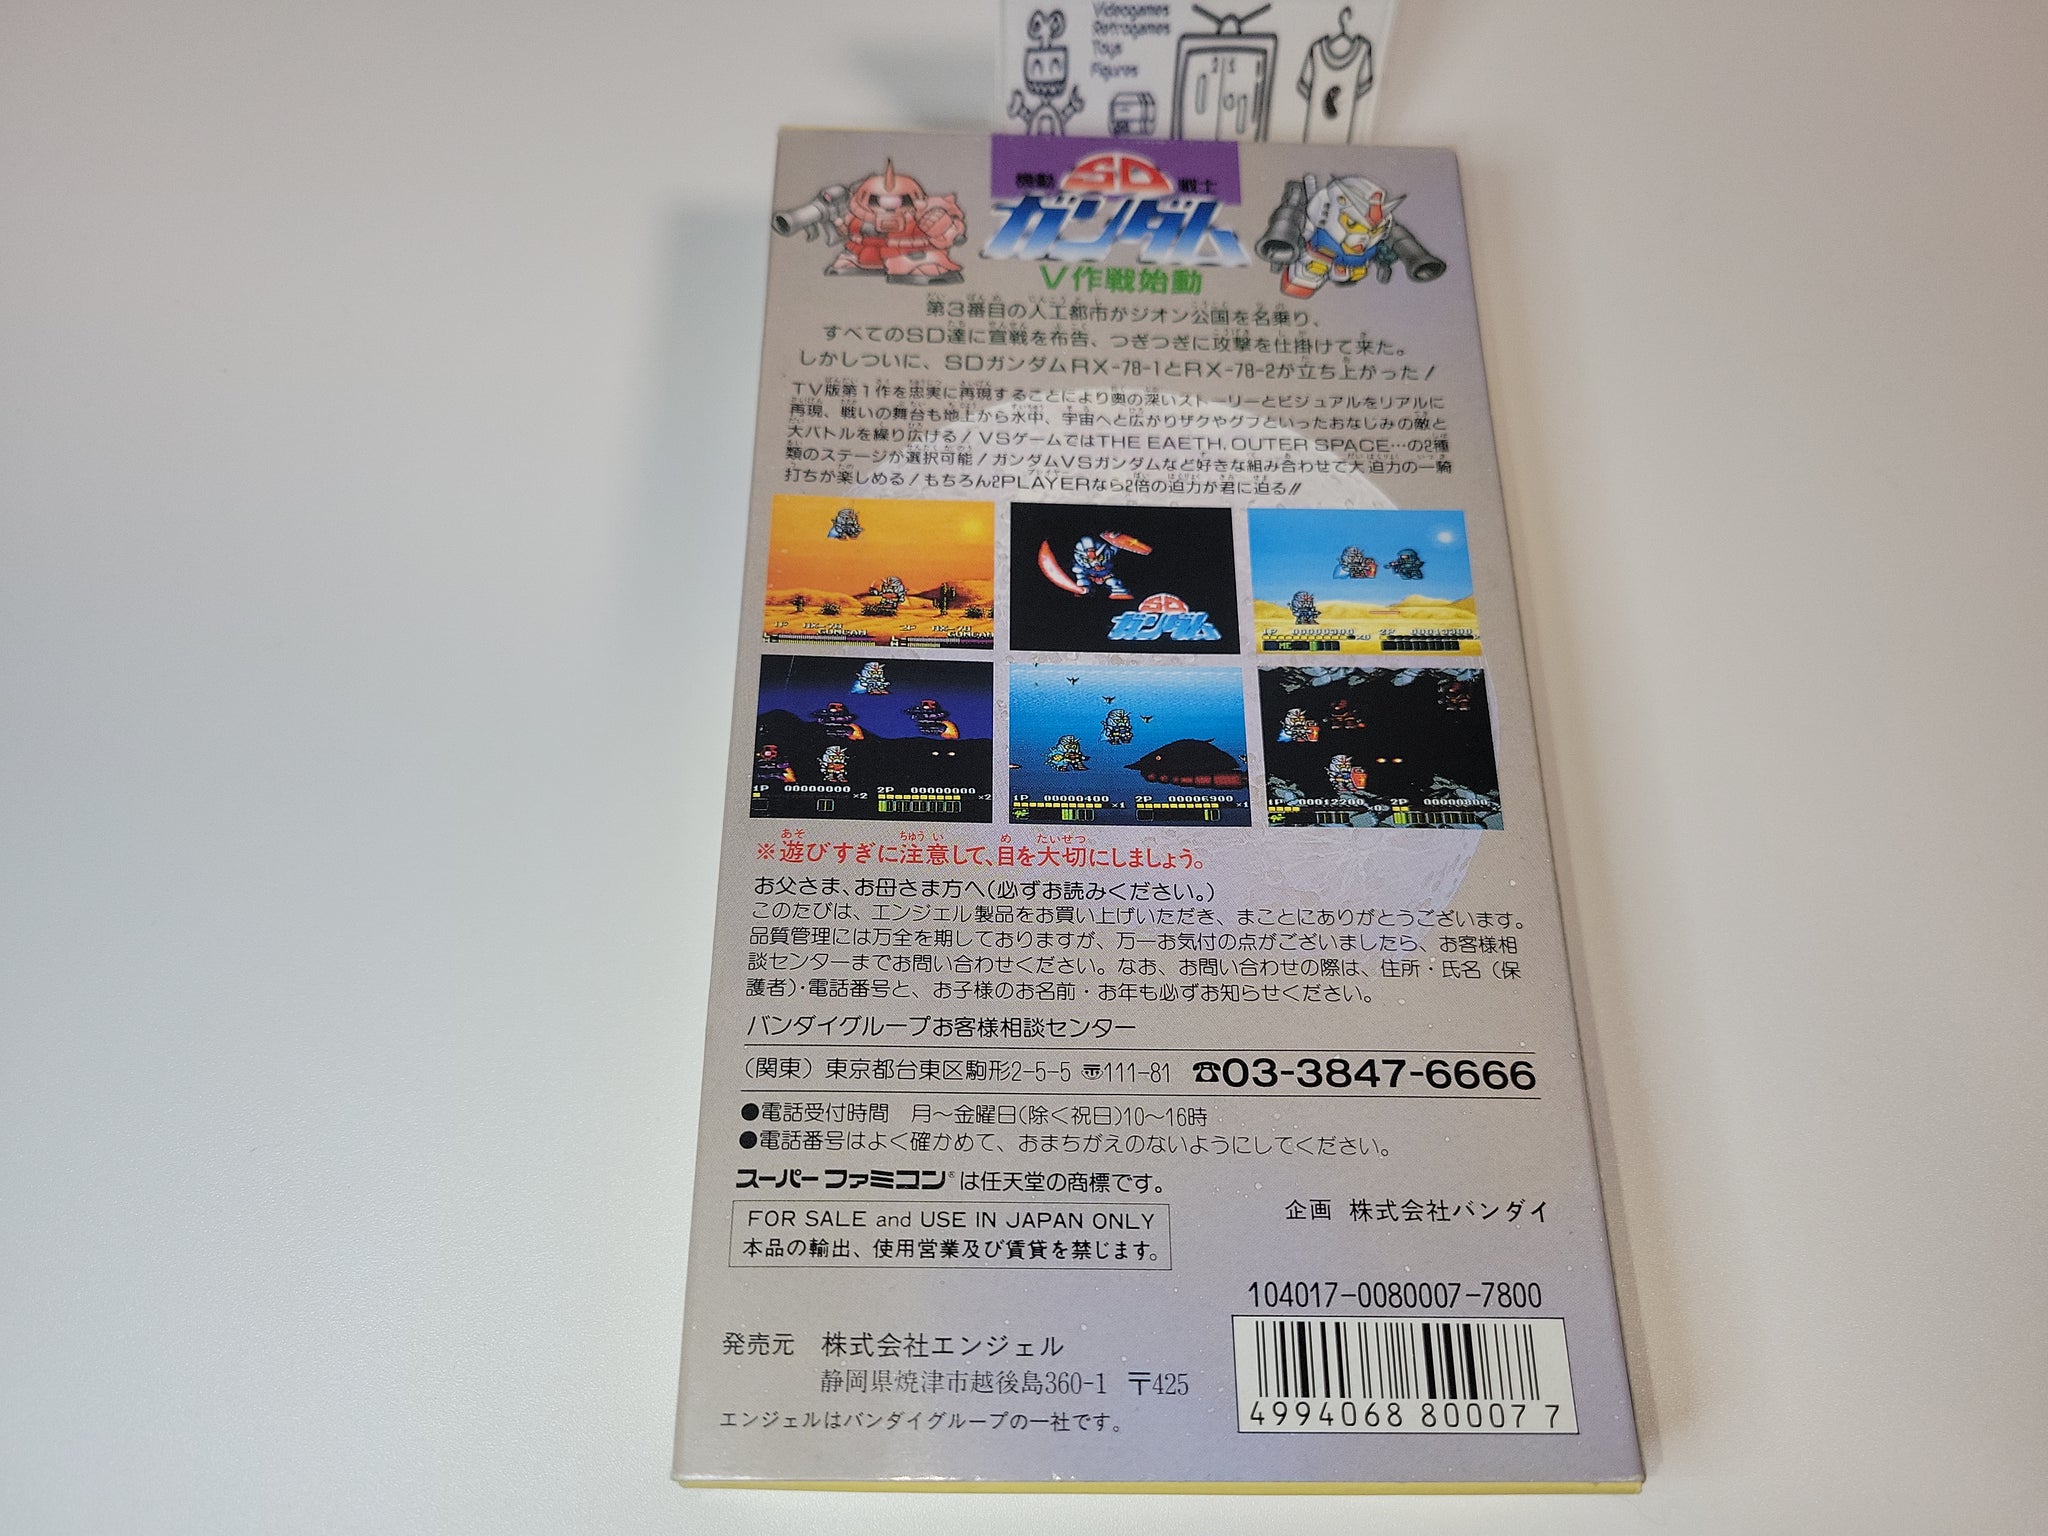 Videogames
Retrogames
Toys
Figures
機動 SD 戦士
ガンダム
V作戦始動
第3番目の人工都市がジオン公国を名乗り、
すべてのSD達に宣戦を布告、つぎつぎに攻撃を仕掛けて来た。
しかしついに、SDガンダムRX-78-1とRX-78-2が立ち上がった!
TV版第1作を忠実に再現することにより奥の深いストーリーとビジュアルをリアルに
再現、戦いの舞台も地上から水中、宇宙へと広がりザクやグフといったおなじみの敵と
大バトルを繰り広げる!VSゲームではTHE EAETH, OUTER SPACE…の2種
類のステージが選択可能!ガンダムVSガンダムなど好きな組み合わせで大迫力の一騎
打ちが楽しめる!もちろん2PLAYERなら2倍の迫力が君に迫る!!
1P RX-78 GUNDAM 2P RX-78 GUNDAM
SD
ガンダム
1P 00000000 ×2 2P 00000000 ×2
1P 00000400 ×1 2P 00006900 ×1
※遊びすぎに注意して、目を大切にしましょう。
お父さま、お母さま方へ(必ずお読みください。)
このたびは、エンジェル製品をお買い上げいただき、まことにありがとうございます。
品質管理には万全を期しておりますが、万一お気付の点がございましたら、お客様相
談センターまでお問い合わせください。なお、お問い合わせの際は、住所・氏名(保
護者)・電話番号と、お子様のお名前・お年も必ずお知らせください。
バンダイグループお客様相談センター
(関東) 東京都台東区駒形2-5-5 〒111-81 ☎03-3847-6666
●電話受付時間 月〜金曜日(除く祝日)10〜16時
●電話番号はよく確かめて、おまちがえのないようにしてください。
スーパーファミコン®は任天堂の商標です。
FOR SALE and USE IN JAPAN ONLY
本品の輸出、使用営業及び賃貸を禁じます。
企画 株式会社バンダイ
104017-0080007-7800
発売元 株式会社エンジェル
静岡県焼津市越後島360-1 〒425
エンジェルはバンダイグループの一社です。
4994068 80007 7